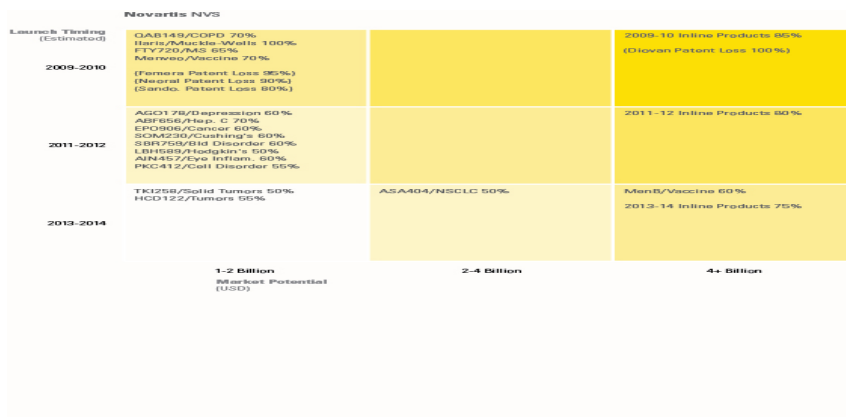 Novartis NVS
Launch Timing
(Estimated)
2009-2010
QAB149/COPD 70%
Ilaris/Muckle-Wells 100%
FTY720/MS 65%
Menveo/Vaccine 70%
(Femera Patent Loss 95%)
(Neoral Patent Loss 90%)
(Sando. Patent Loss 80%)
2009-10 Inline Products 85%
(Diovan Patent Loss 100%)
2011-2012
AGO178/Depression 60%
ABF656/Hep. C 70%
EPO906/Cancer 60%
SOM230/Cushing's 60%
SBR759/Bld Disorder 60%
LBH589/Hodgkin's 50%
AIN457/Eye Inflam. 60%
PKC412/Cell Disorder 55%
2011-12 Inline Products 80%
2013-2014
TKI258/Solid Tumors 50%
HCD122/Tumors 55%
ASA404/NSCLC 50%
MenB/Vaccine 60%
2013-14 Inline Products 75%
1-2 Billion
2-4 Billion
4+ Billion
Market Potential
(USD)